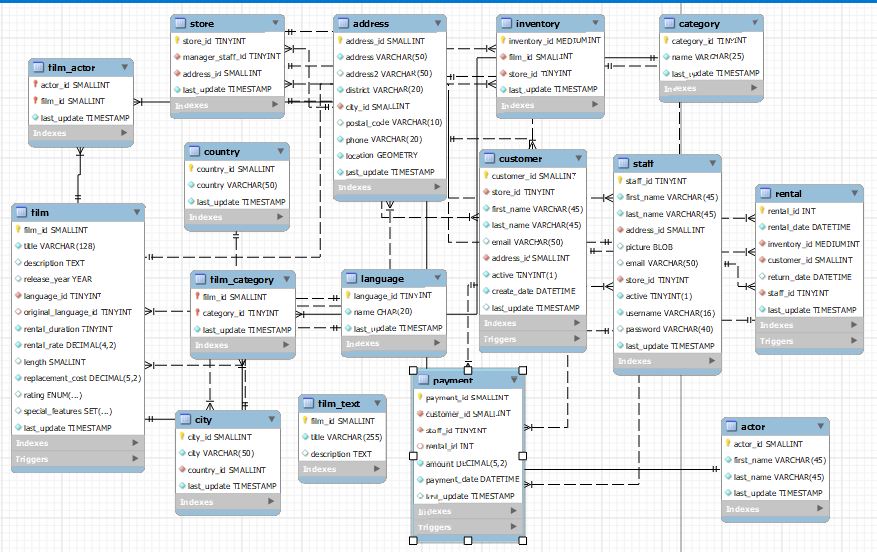 store
store_id TINYINT
manager_staff_id TINYINT
address_id SMALLINT
last_update TIMESTAMP
Indexes
address
address_id SMALLINT
address VARCHAR(50)
address2 VARCHAR(50)
district VARCHAR(20)
city_id SMALLINT
postal_code VARCHAR(10)
phone VARCHAR(20)
location GEOMETRY
last_update TIMESTAMP
Indexes
inventory
inventory_id MEDIUMINT
film_id SMALLINT
store_id TINYINT
last_update TIMESTAMP
Indexes
category
category_id TINYINT
name VARCHAR(25)
last_update TIMESTAMP
Indexes
film_actor
actor_id SMALLINT
film_id SMALLINT
last_update TIMESTAMP
Indexes
country
country_id SMALLINT
country VARCHAR(50)
last_update TIMESTAMP
Indexes
customer
customer_id SMALLINT
store_id TINYINT
first_name VARCHAR(45)
last_name VARCHAR(45)
email VARCHAR(50)
address_id SMALLINT
active TINYINT(1)
create_date DATETIME
last_update TIMESTAMP
Indexes
Triggers
staff
staff_id TINYINT
first_name VARCHAR(45)
last_name VARCHAR(45)
address_id SMALLINT
picture BLOB
email VARCHAR(50)
store_id TINYINT
active TINYINT(1)
username VARCHAR(16)
password VARCHAR(40)
last_update TIMESTAMP
Indexes
rental
rental_id INT
rental_date DATETIME
inventory_id MEDIUMINT
customer_id SMALLINT
return_date DATETIME
staff_id TINYINT
last_update TIMESTAMP
Indexes
Triggers
film
film_id SMALLINT
title VARCHAR(128)
description TEXT
release_year YEAR
language_id TINYINT
original_language_id TINYINT
rental_duration TINYINT
rental_rate DECIMAL(4,2)
length SMALLINT
replacement_cost DECIMAL(5,2)
rating ENUM(...)
special_features SET(...)
last_update TIMESTAMP
Indexes
Triggers
film_category
film_id SMALLINT
category_id TINYINT
last_update TIMESTAMP
Indexes
language
language_id TINYINT
name CHAR(20)
last_update TIMESTAMP
Indexes
payment
payment_id SMALLINT
customer_id SMALLINT
staff_id TINYINT
rental_id INT
amount DECIMAL(5,2)
payment_date DATETIME
last_update TIMESTAMP
Indexes
Triggers
film_text
film_id SMALLINT
title VARCHAR(255)
description TEXT
Indexes
city
city_id SMALLINT
city VARCHAR(50)
country_id SMALLINT
last_update TIMESTAMP
Indexes
actor
actor_id SMALLINT
first_name VARCHAR(45)
last_name VARCHAR(45)
last_update TIMESTAMP
Indexes